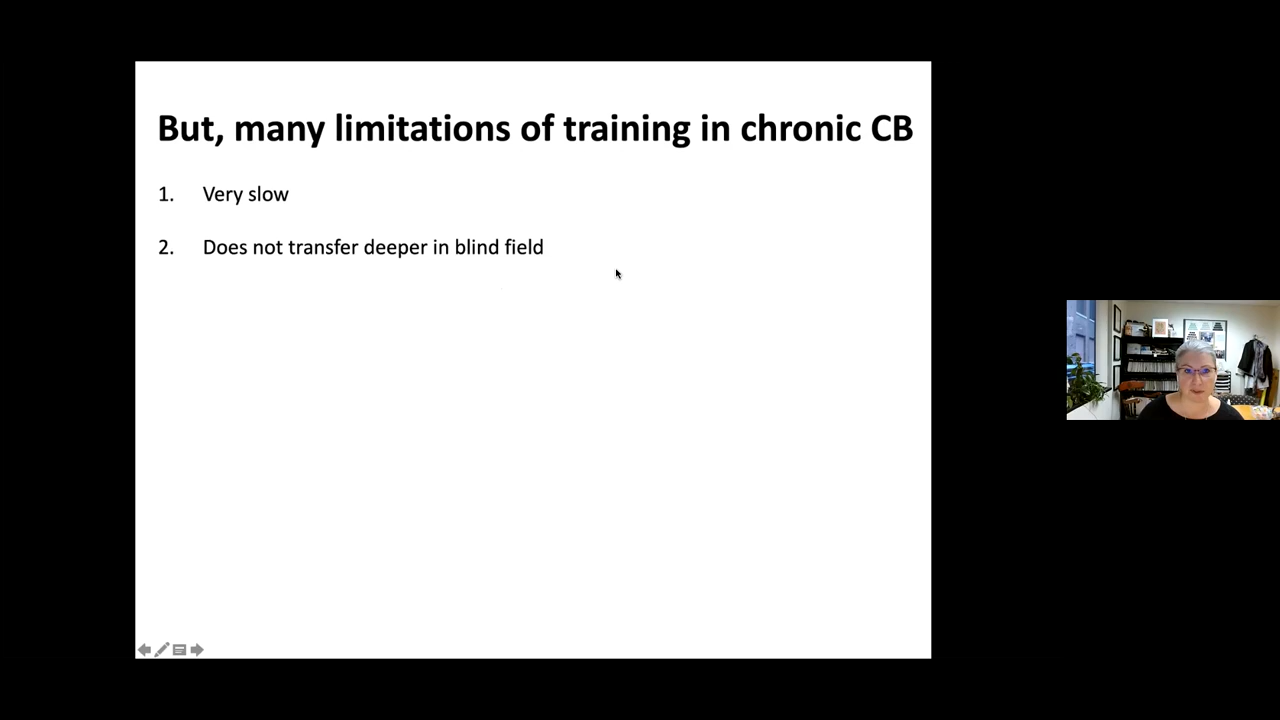 But, many limitations of training in chronic CB
1. Very slow
2. Does not transfer deeper in blind field